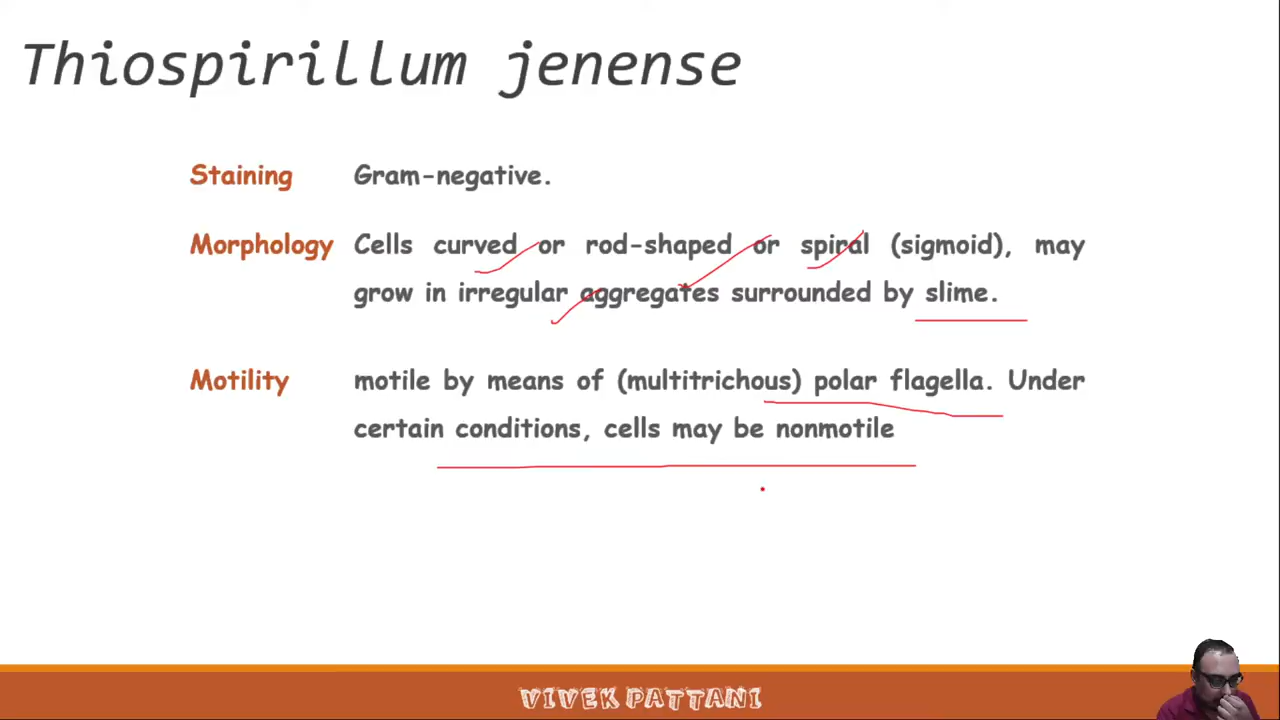 Thiospirillum jenense
Staining Gram-negative.
Morphology Cells curved or rod-shaped or spiral (sigmoid), may
grow in irregular aggregates surrounded by slime.
Motility motile by means of (multitrichous) polar flagella. Under
certain conditions, cells may be nonmotile
VIVEK PATTANI